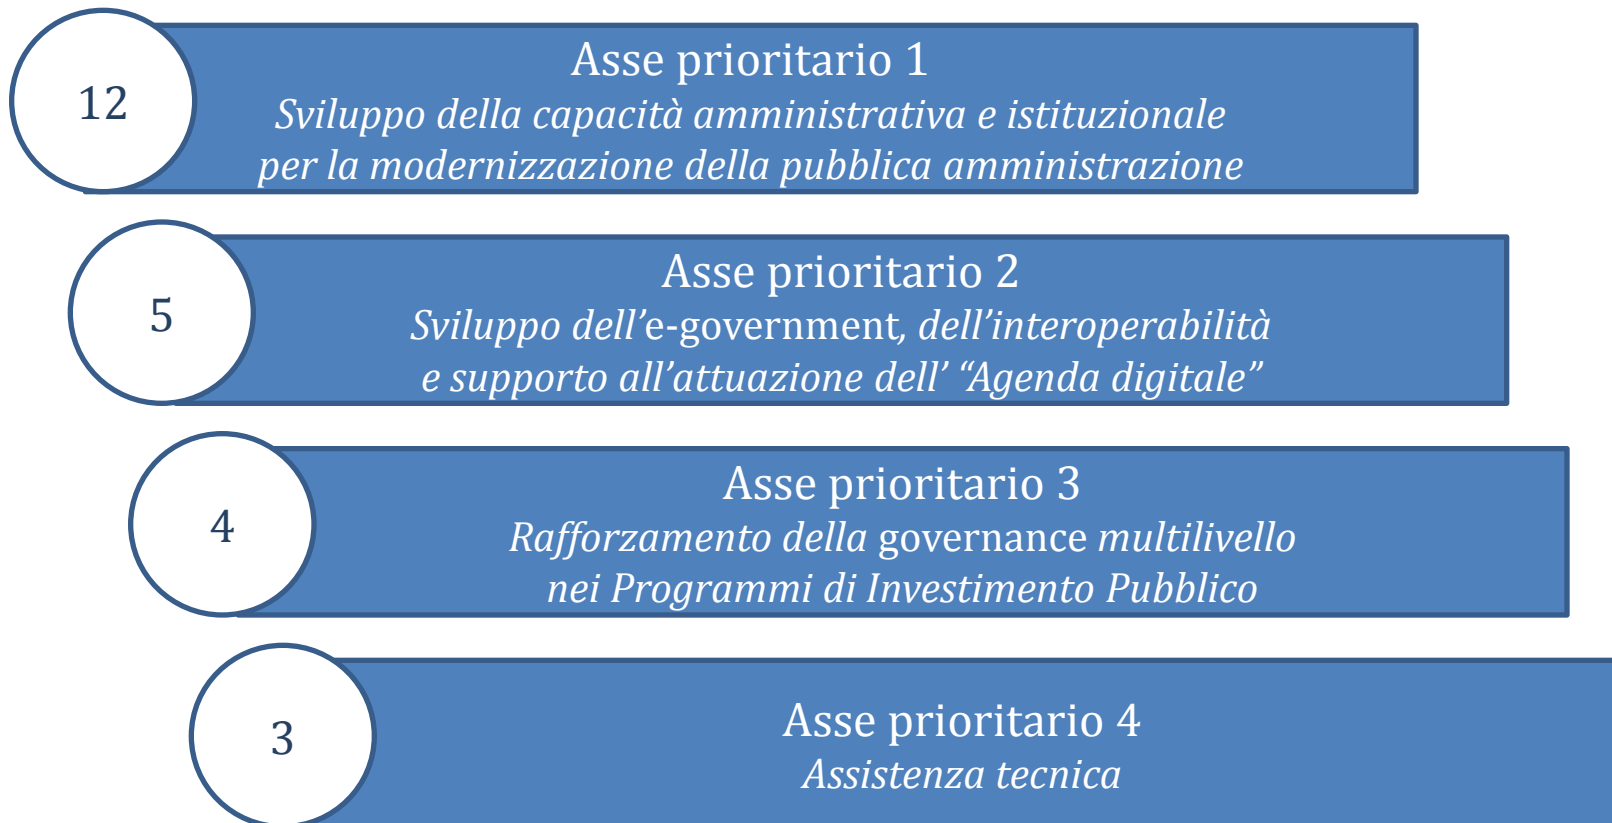 12
Asse prioritario 1
Sviluppo della capacità amministrativa e istituzionale
per la modernizzazione della pubblica amministrazione
5
Asse prioritario 2
Sviluppo dell’e-government, dell’interoperabilità
e supporto all’attuazione dell’ “Agenda digitale”
4
Asse prioritario 3
Rafforzamento della governance multilivello
nei Programmi di Investimento Pubblico
3
Asse prioritario 4
Assistenza tecnica